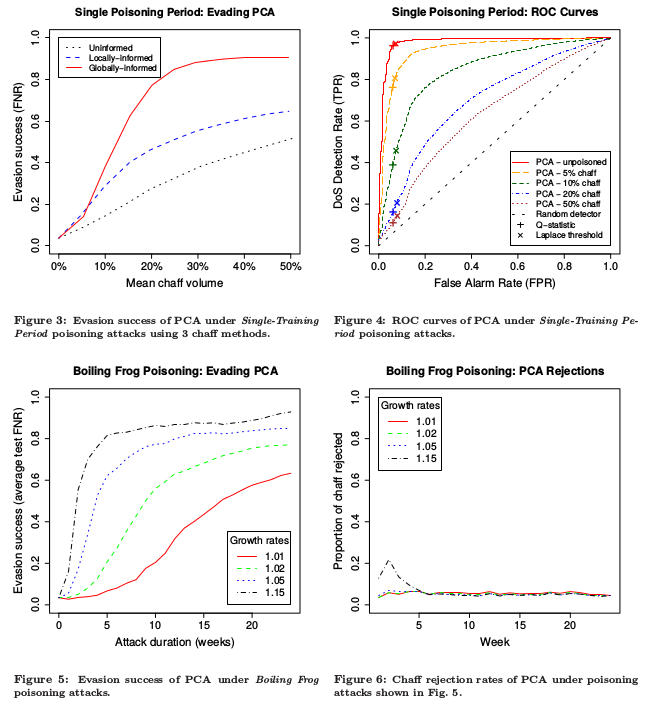 Single Poisoning Period: Evading PCA
Evasion success (FNR)
0.0 0.2 0.4 0.6 0.8 1.0
Uninformed
Locally-informed
Globally-informed
0% 10% 20% 30% 40% 50%
Mean chaff volume
Figure 3: Evasion success of PCA under Single-Training
Period poisoning attacks using 3 chaff methods.
Single Poisoning Period: ROC Curves
DoS Detection Rate (TPR)
0.0 0.2 0.4 0.6 0.8 1.0
PCA - unpoisoned
PCA - 5% chaff
PCA - 10% chaff
PCA - 20% chaff
PCA - 50% chaff
Random detector
Q-statistic
Laplace threshold
0.0 0.2 0.4 0.6 0.8 1.0
False Alarm Rate (FPR)
Figure 4: ROC curves of PCA under Single-Training Pe-
riod poisoning attacks.
Boiling Frog Poisoning: Evading PCA
Evasion success (average test FNR)
0.0 0.2 0.4 0.6 0.8 1.0
Growth rates
1.01
1.02
1.05
1.15
0 5 10 15 20
Attack duration (weeks)
Figure 5: Evasion success of PCA under Boiling Frog
poisoning attacks.
Boiling Frog Poisoning: PCA Rejections
Proportion of chaff rejected
0.0 0.2 0.4 0.6 0.8 1.0
Growth rates
1.01
1.02
1.05
1.15
5 10 15 20
Week
Figure 6: Chaff rejection rates of PCA under poisoning
attacks shown in Fig. 5.